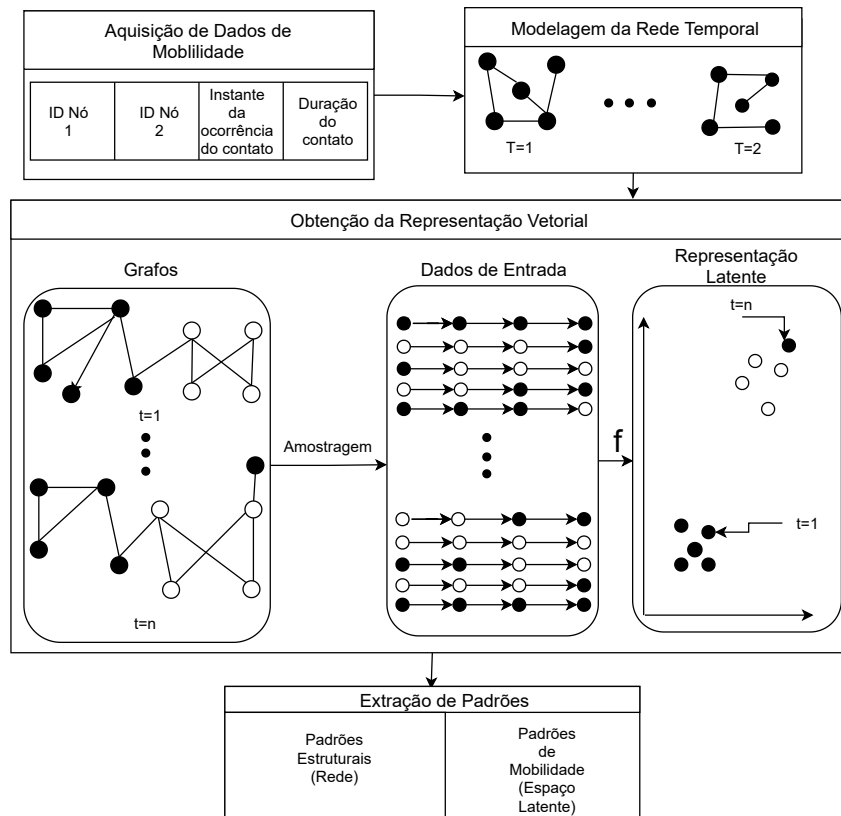 Aquisição de Dados de
Moblilidade
ID Nó
1
ID Nó
2
Instante
da
ocorrência
do contato
Duração
do
contato
Modelagem da Rede Temporal
T=1
T=2
Obtenção da Representação Vetorial
Grafos
t=1
t=n
Amostragem
Dados de Entrada
f
Representação
Latente
t=n
t=1
Extração de Padrões
Padrões
Estruturais
(Rede)
Padrões
de
Mobilidade
(Espaço
Latente)